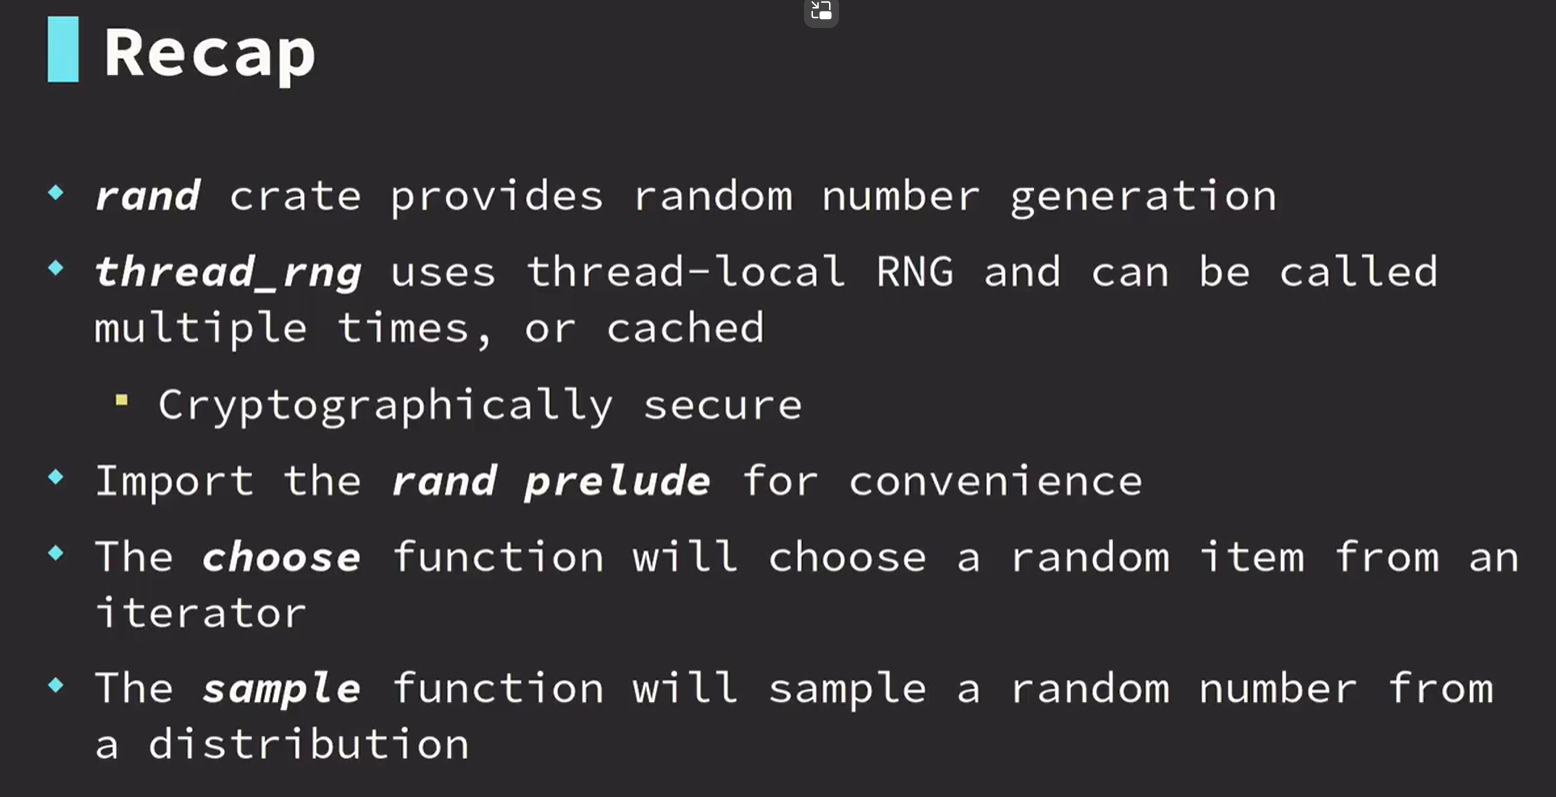 Recap
rand crate provides random number generation
thread_rng uses thread-local RNG and can be called
multiple times, or cached
Cryptographically secure
Import the rand prelude for convenience
The choose function will choose a random item from an
iterator
The sample function will sample a random number from
a distribution